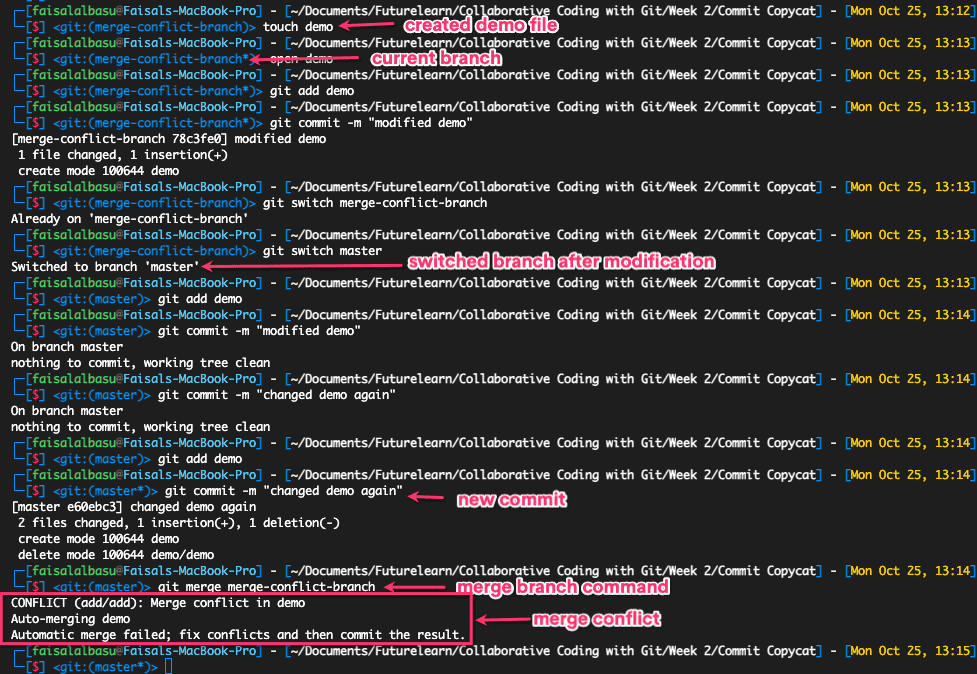 [faisalalbasu@Faisals-MacBook-Pro] - [~/Documents/Futurelearn/Collaborative Coding with Git/Week 2/Commit Copycat] - [Mon Oct 25, 13:12]
[$] <git:(merge-conflict-branch)> touch demo created demo file
[faisalalbasu@Faisals-MacBook-Pro] - [~/Documents/Futurelearn/Collaborative Coding with Git/Week 2/Commit Copycat] - [Mon Oct 25, 13:13]
[$] <git:(merge-conflict-branch*)> open demo current branch
[faisalalbasu@Faisals-MacBook-Pro] - [~/Documents/Futurelearn/Collaborative Coding with Git/Week 2/Commit Copycat] - [Mon Oct 25, 13:13]
[$] <git:(merge-conflict-branch*)> git add demo
[faisalalbasu@Faisals-MacBook-Pro] - [~/Documents/Futurelearn/Collaborative Coding with Git/Week 2/Commit Copycat] - [Mon Oct 25, 13:13]
[$] <git:(merge-conflict-branch*)> git commit -m "modified demo"
[merge-conflict-branch 78c3fe0] modified demo
1 file changed, 1 insertion(+)
create mode 100644 demo
[faisalalbasu@Faisals-MacBook-Pro] - [~/Documents/Futurelearn/Collaborative Coding with Git/Week 2/Commit Copycat] - [Mon Oct 25, 13:13]
[$] <git:(merge-conflict-branch)> git switch merge-conflict-branch
Already on 'merge-conflict-branch'
[faisalalbasu@Faisals-MacBook-Pro] - [~/Documents/Futurelearn/Collaborative Coding with Git/Week 2/Commit Copycat] - [Mon Oct 25, 13:13]
[$] <git:(merge-conflict-branch)> git switch master
Switched to branch 'master' switched branch after modification
[faisalalbasu@Faisals-MacBook-Pro] - [~/Documents/Futurelearn/Collaborative Coding with Git/Week 2/Commit Copycat] - [Mon Oct 25, 13:13]
[$] <git:(master)> git add demo
[faisalalbasu@Faisals-MacBook-Pro] - [~/Documents/Futurelearn/Collaborative Coding with Git/Week 2/Commit Copycat] - [Mon Oct 25, 13:14]
[$] <git:(master)> git commit -m "modified demo"
On branch master
nothing to commit, working tree clean
[faisalalbasu@Faisals-MacBook-Pro] - [~/Documents/Futurelearn/Collaborative Coding with Git/Week 2/Commit Copycat] - [Mon Oct 25, 13:14]
[$] <git:(master)> git commit -m "changed demo again"
On branch master
nothing to commit, working tree clean
[faisalalbasu@Faisals-MacBook-Pro] - [~/Documents/Futurelearn/Collaborative Coding with Git/Week 2/Commit Copycat] - [Mon Oct 25, 13:14]
[$] <git:(master)> git add demo
[faisalalbasu@Faisals-MacBook-Pro] - [~/Documents/Futurelearn/Collaborative Coding with Git/Week 2/Commit Copycat] - [Mon Oct 25, 13:14]
[$] <git:(master*)> git commit -m "changed demo again" new commit
[master e60ebc3] changed demo again
2 files changed, 1 insertion(+), 1 deletion(-)
create mode 100644 demo
delete mode 100644 demo/demo
[faisalalbasu@Faisals-MacBook-Pro] - [~/Documents/Futurelearn/Collaborative Coding with Git/Week 2/Commit Copycat] - [Mon Oct 25, 13:14]
[$] <git:(master)> git merge merge-conflict-branch merge branch command
CONFLICT (add/add): Merge conflict in demo
Auto-merging demo merge conflict
Automatic merge failed; fix conflicts and then commit the result.
[faisalalbasu@Faisals-MacBook-Pro] - [~/Documents/Futurelearn/Collaborative Coding with Git/Week 2/Commit Copycat] - [Mon Oct 25, 13:15]
[$] <git:(master*)>